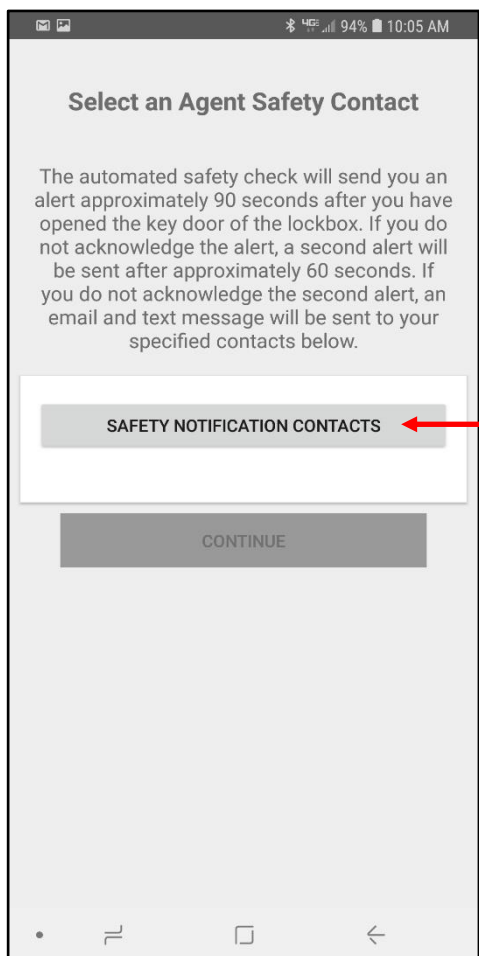 94% 10:05 AM
Select an Agent Safety Contact
The automated safety check will send you an
alert approximately 90 seconds after you have
opened the key door of the lockbox. If you do
not acknowledge the alert, a second alert will
be sent after approximately 60 seconds. If
you do not acknowledge the second alert, an
email and text message will be sent to your
specified contacts below.
SAFETY NOTIFICATION CONTACTS
CONTINUE